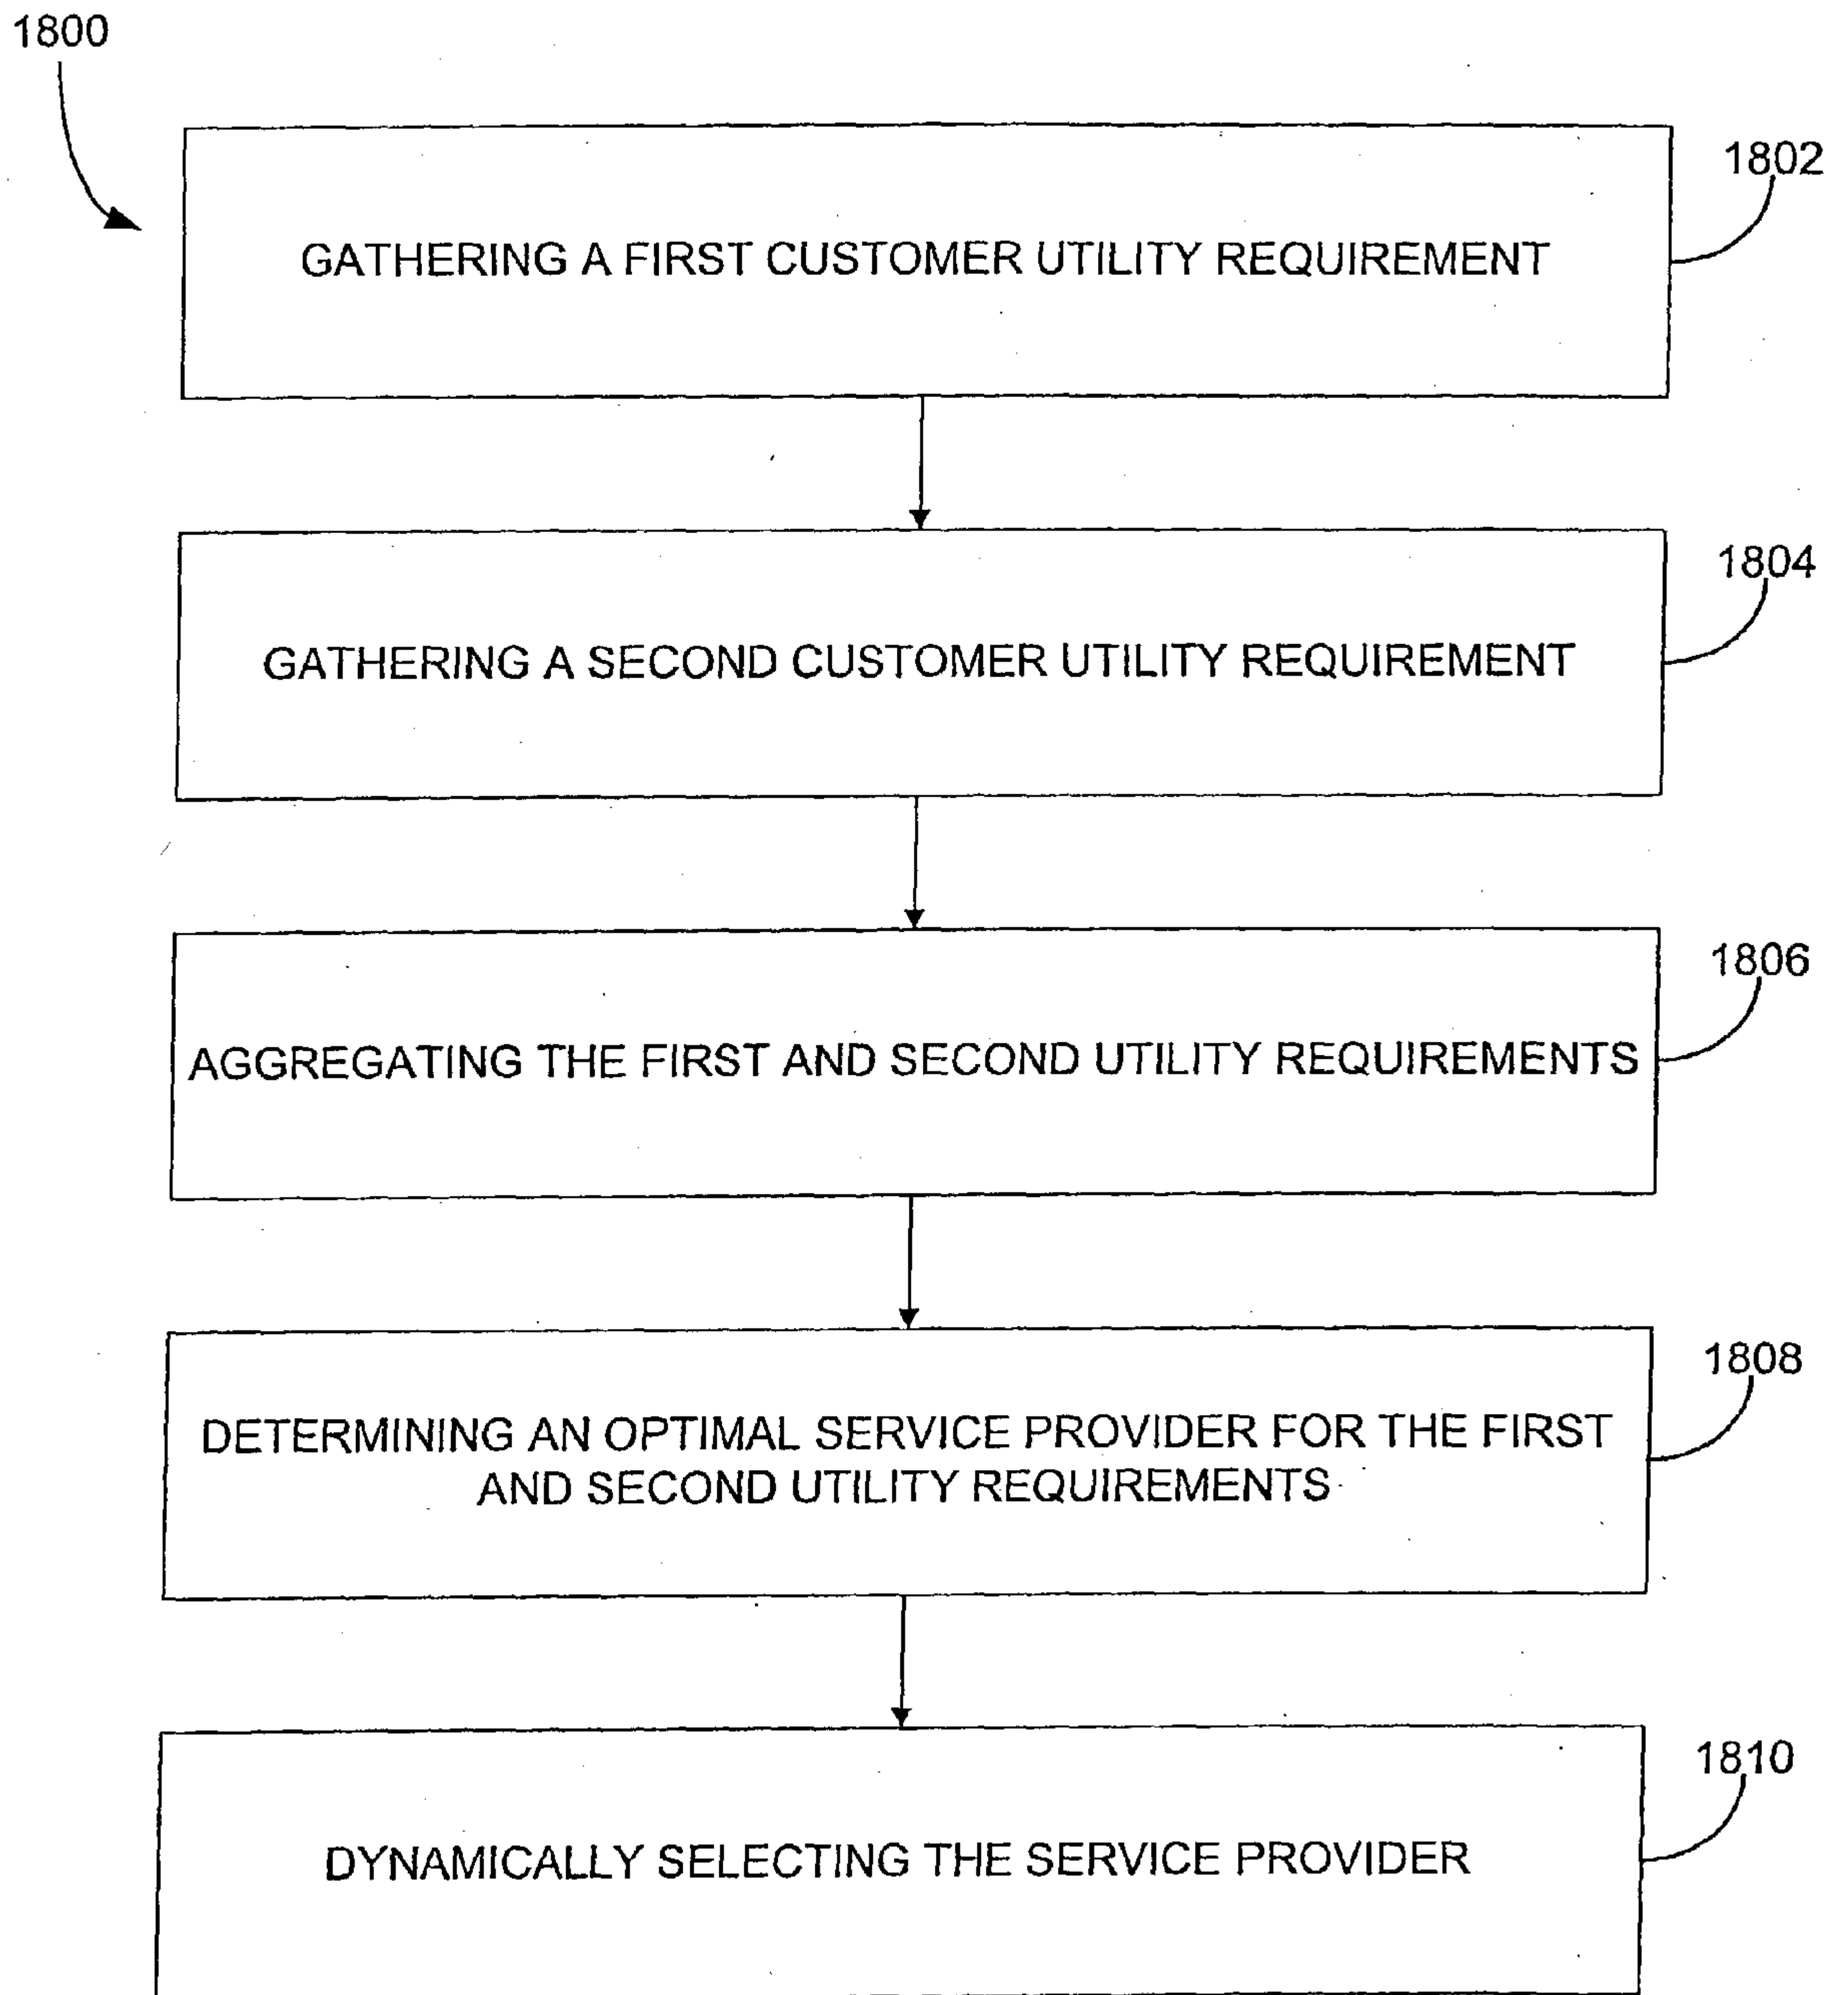 1800
1802
GATHERING A FIRST CUSTOMER UTILITY REQUIREMENT
1804
GATHERING A SECOND CUSTOMER UTILITY REQUIREMENT
1806
AGGREGATING THE FIRST AND SECOND UTILITY REQUIREMENTS
1808
DETERMINING AN OPTIMAL SERVICE PROVIDER FOR THE FIRST
AND SECOND UTILITY REQUIREMENTS
1810
DYNAMICALLY SELECTING THE SERVICE PROVIDER